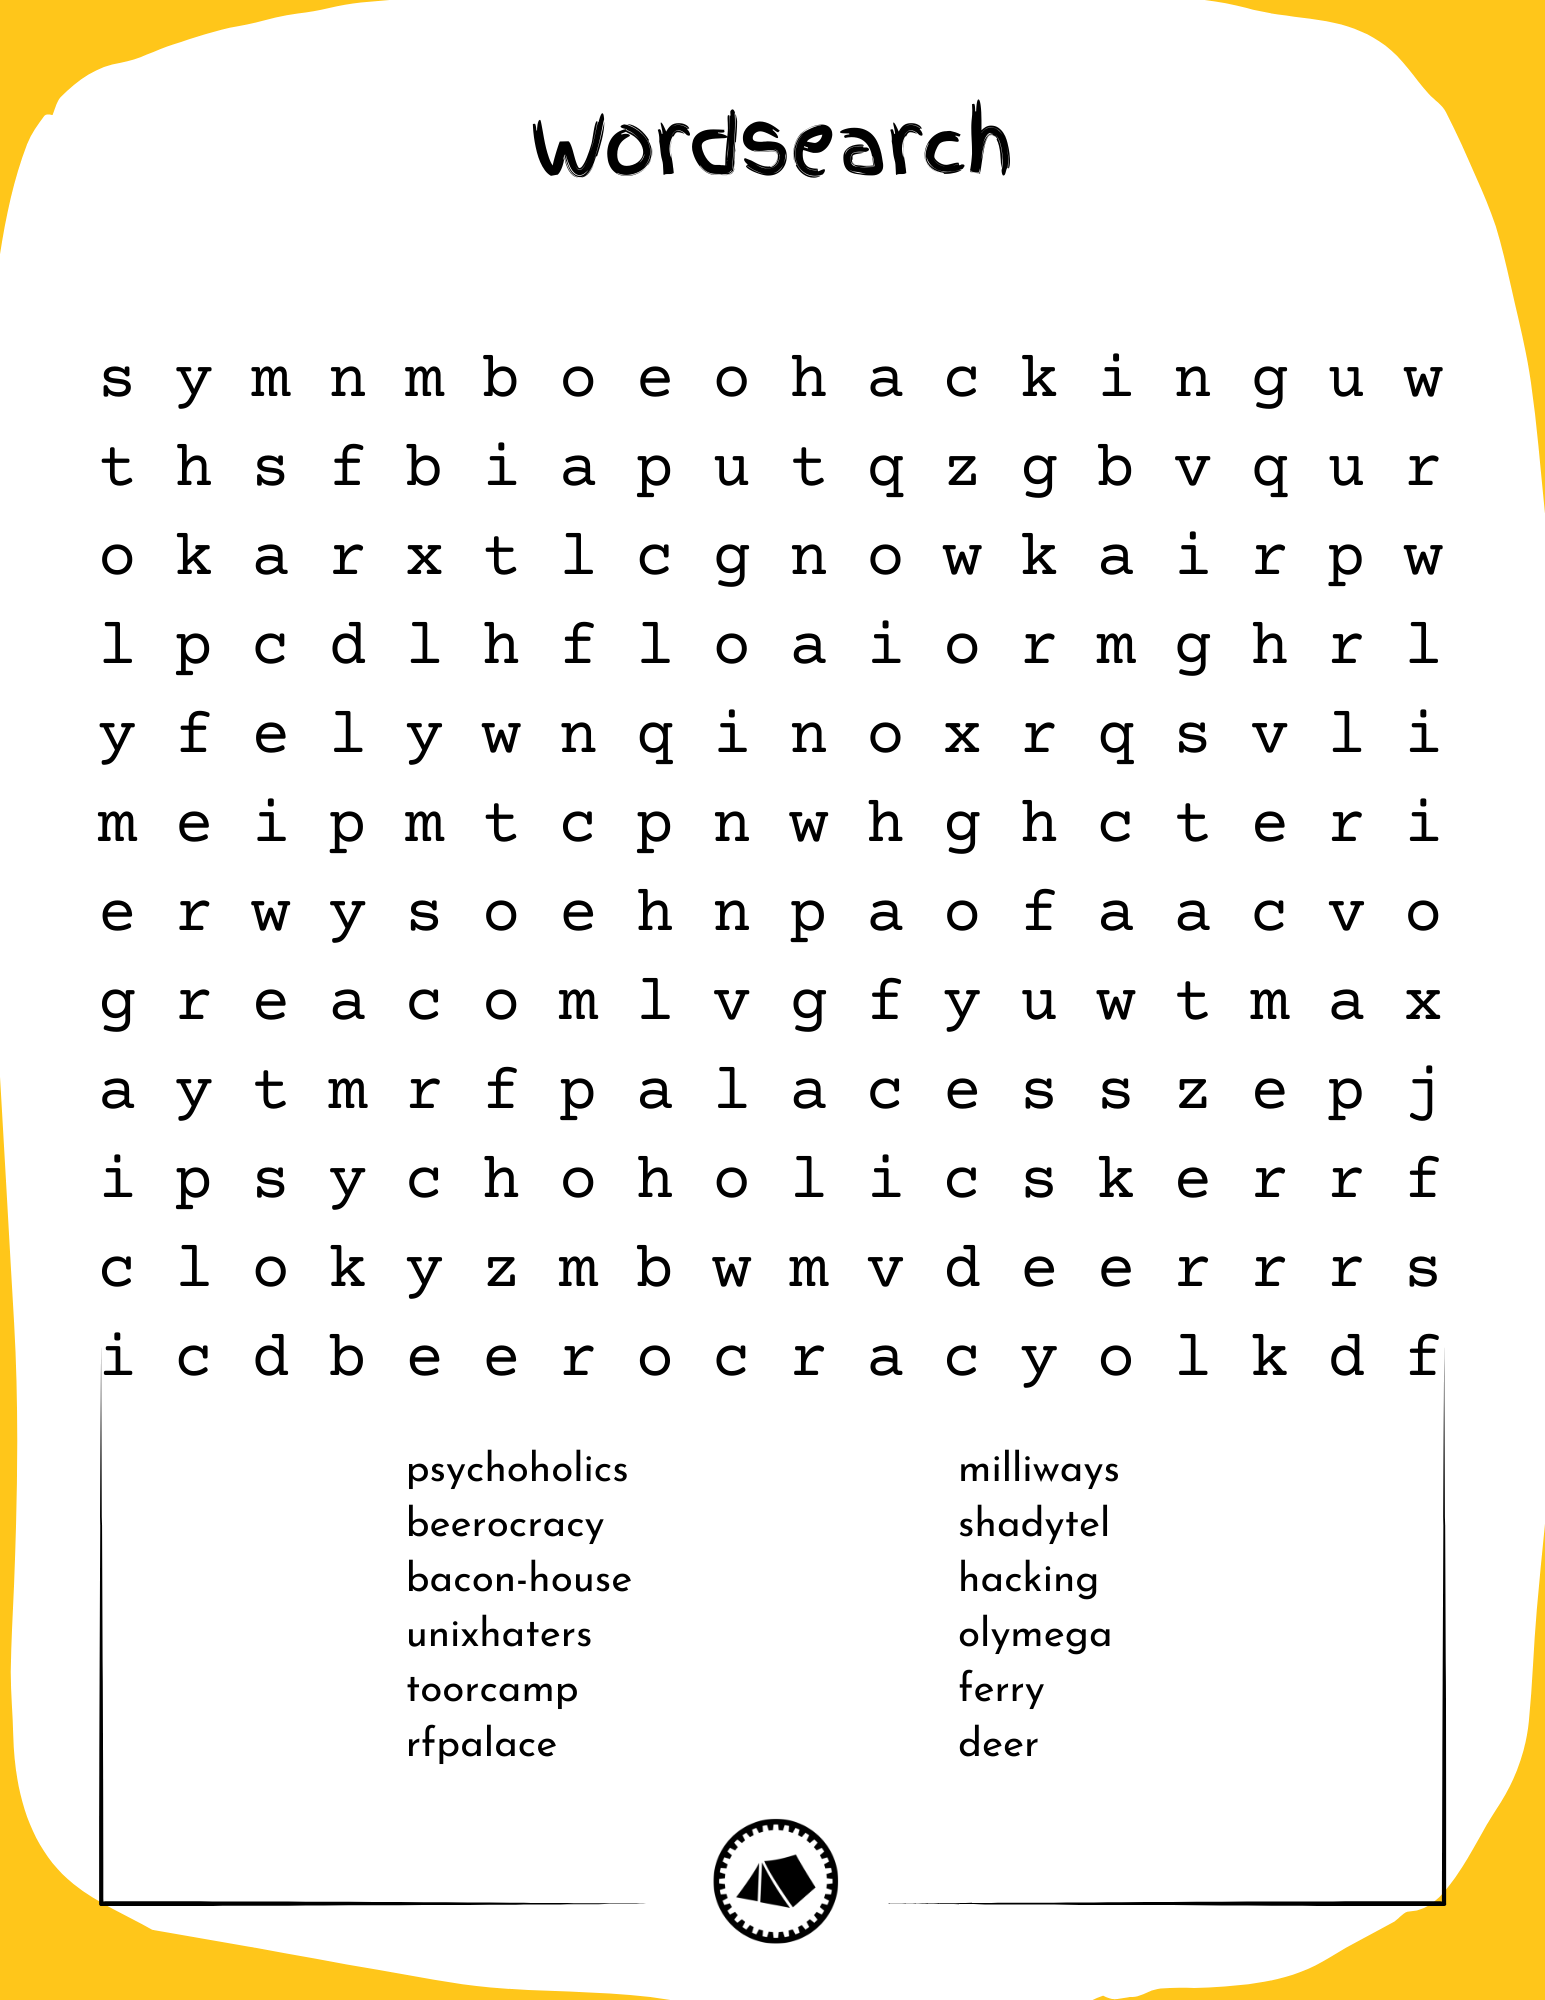 Wordsearch
s y m n m b o e o h a c k i n g u w
t h s f b i a p u t q z g b v q u r
o k a r x t l c g n o w k a i r p w
l p c d l h f l o a i o r m g h r l
y f e l y w n q i n o x r q s v l i
m e i p m t c p n w h g h c t e r i
e r w y s o e h n p a o f a a c v o
g r e a c o m l v g f y u w t m a x
a y t m r f p a l a c e s s z e p j
i p s y c h o h o l i c s k e r r f
c l o k y z m b w m v d e e r r r s
i c d b e e r o c r a c y o l k d f
psychoholics
beerocracy
bacon-house
unixhaters
toorcamp
rfpalace
milliways
shadytel
hacking
olymega
ferry
deer